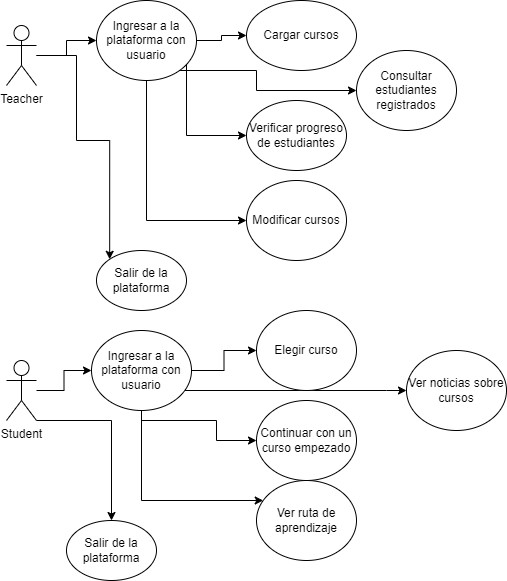 Ingresar a la
plataforma con
usuario
Cargar cursos
Teacher
Consultar
estudiantes
registrados
Verificar progreso
de estudiantes
Modificar cursos
Salir de la
plataforma
Ingresar a la
plataforma con
usuario
Elegir curso
Ver noticias sobre
cursos
Student
Continuar con un
curso empezado
Ver ruta de
aprendizaje
Salir de la
plataforma